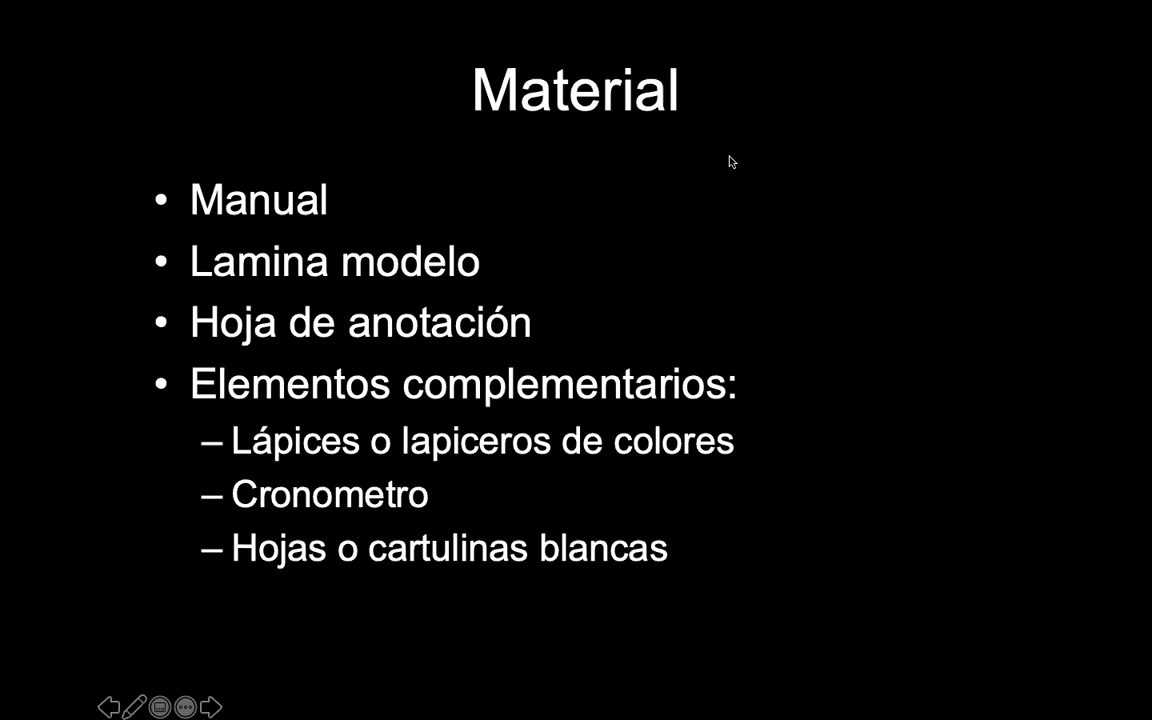 Material
• Manual
• Lamina modelo
• Hoja de anotación
• Elementos complementarios:
– Lápices o lapiceros de colores
– Cronometro
– Hojas o cartulinas blancas